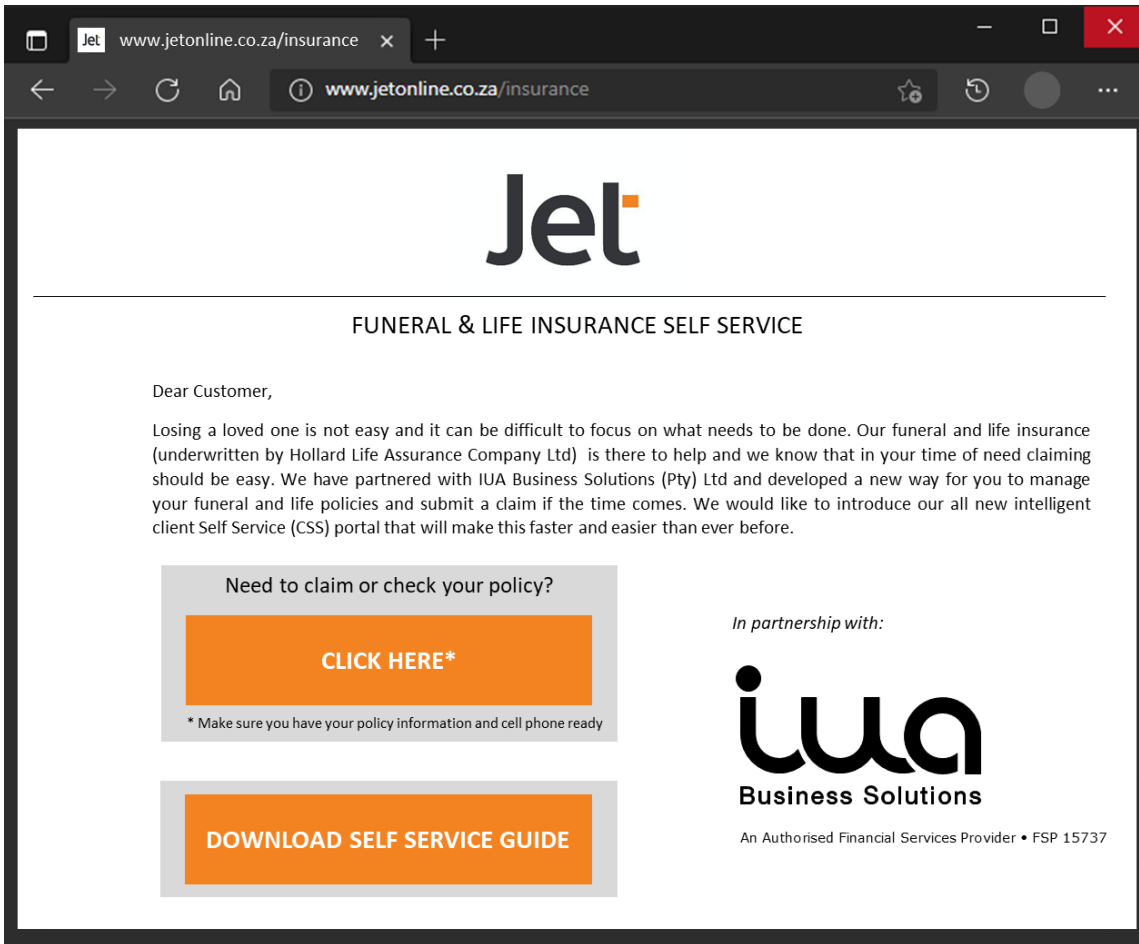 Jet www.jetonline.co.za/insurance
www.jetonline.co.za/insurance
Jet
FUNERAL & LIFE INSURANCE SELF SERVICE
Dear Customer,
Losing a loved one is not easy and it can be difficult to focus on what needs to be done. Our funeral and life insurance
(underwritten by Hollard Life Assurance Company Ltd) is there to help and we know that in your time of need claiming
should be easy. We have partnered with IUA Business Solutions (Pty) Ltd and developed a new way for you to manage
your funeral and life policies and submit a claim if the time comes. We would like to introduce our all new intelligent
client Self Service (CSS) portal that will make this faster and easier than ever before.
Need to claim or check your policy?
CLICK HERE*
* Make sure you have your policy information and cell phone ready
DOWNLOAD SELF SERVICE GUIDE
In partnership with:
iua
Business Solutions
An Authorised Financial Services Provider • FSP 15737